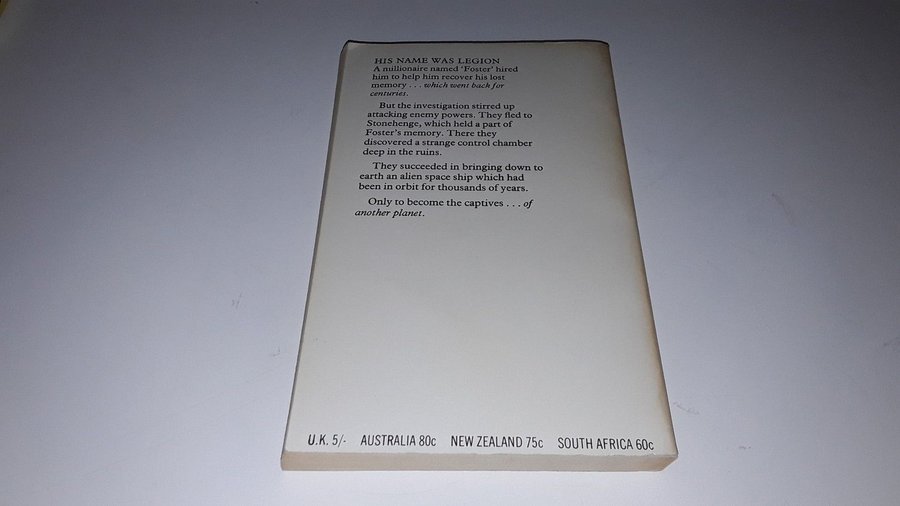 HIS NAME WAS LEGION
A millionaire named 'Foster' hired
him to help him recover his lost
memory . . . which went back for
centuries.
But the investigation stirred up
attacking enemy powers. They fled to
Stonehenge, which held a part of
Foster's memory. There they
discovered a strange control chamber
deep in the ruins.
They succeeded in bringing down to
earth an alien space ship which had
been in orbit for thousands of years.
Only to become the captives . . . of
another planet.
U.K. 5/- AUSTRALIA 80c NEW ZEALAND 75c SOUTH AFRICA 60c